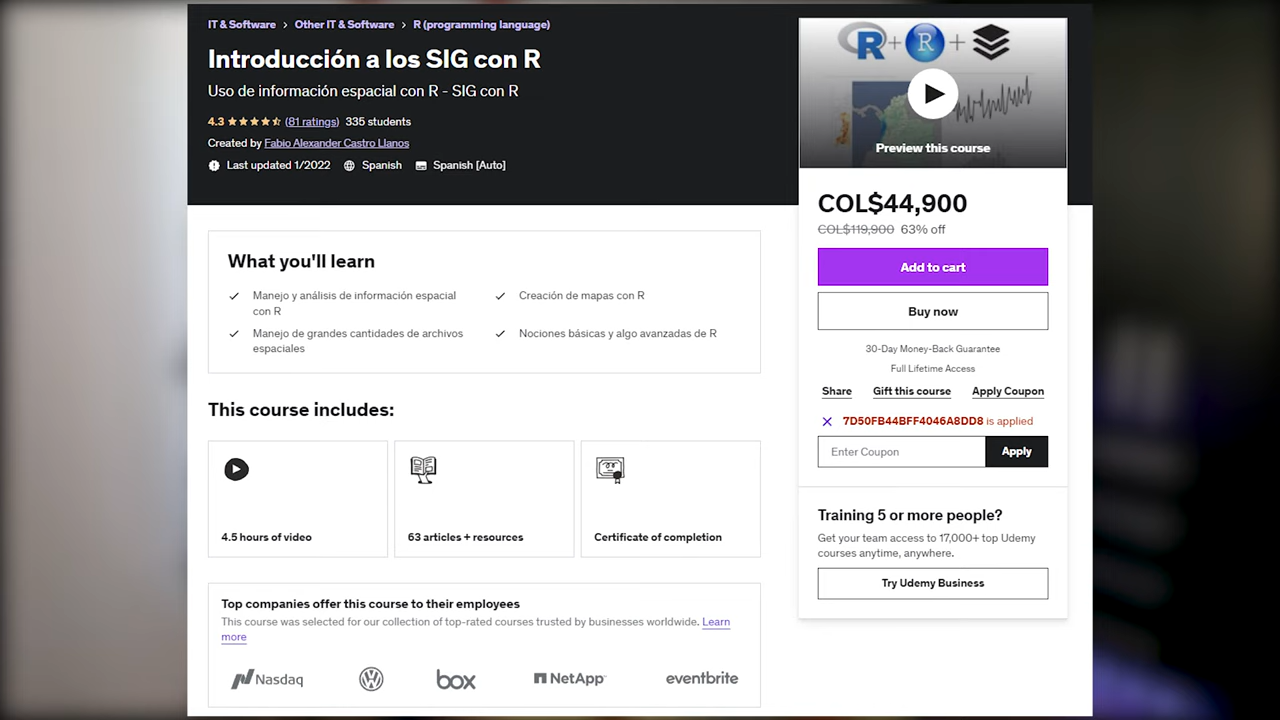 IT & Software > Other IT & Software > R (programming language)
Introducción a los SIG con R
Uso de información espacial con R - SIG con R
4.3 (81 ratings) 335 students
Created by Fabio Alexander Castro Llanos
Last updated 1/2022 Spanish Spanish [Auto]
R + R +
Preview this course
COL$44,900
COL$119,900 63% off
Add to cart
Buy now
30-Day Money-Back Guarantee
Full Lifetime Access
Share Gift this course Apply Coupon
7D50FB44BFF4046A8DD8 is applied
Enter Coupon Apply
Training 5 or more people?
Get your team access to 17,000+ top Udemy
courses anytime, anywhere.
Try Udemy Business
What you'll learn
Manejo y análisis de información espacial
con R
Creación de mapas con R
Manejo de grandes cantidades de archivos
espaciales
Nociones básicas y algo avanzadas de R
This course includes:
4.5 hours of video
63 articles + resources
Certificate of completion
Top companies offer this course to their employees
This course was selected for our collection of top-rated courses trusted by businesses worldwide. Learn
more
Nasdaq
box
NetApp
eventbrite